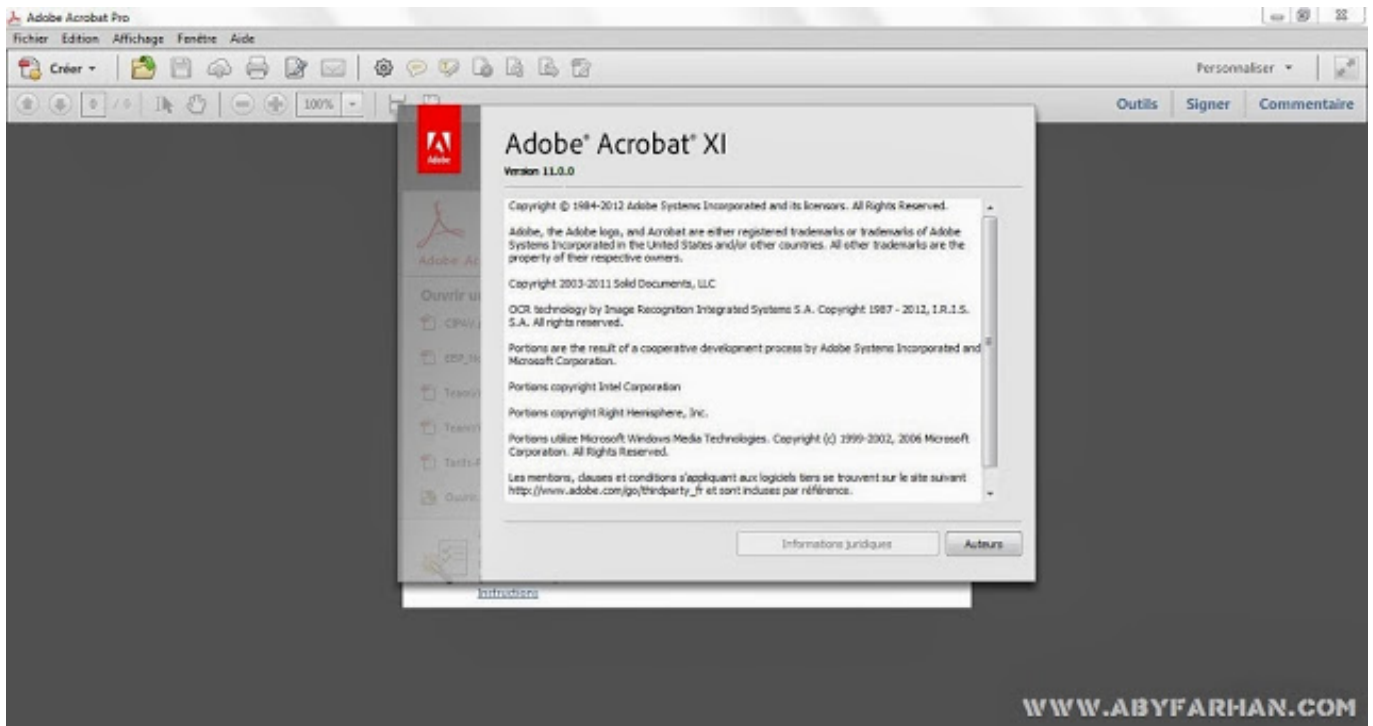 Adobe Acrobat Pro
Fichier Edition Affichage Fenêtre Aide
Créer
Personnaliser
0 / 0
100%
Outils Signer Commentaire
Adobe
Adobe® Acrobat® XI
Version 11.0.0
Copyright © 1984-2012 Adobe Systems Incorporated and its licensors. All Rights Reserved.
Adobe, the Adobe logo, and Acrobat are either registered trademarks or trademarks of Adobe
Systems Incorporated in the United States and/or other countries. All other trademarks are the
property of their respective owners.
Copyright 2003-2011 Solid Documents, LLC
OCR technology by Image Recognition Integrated Systems S.A. Copyright 1987 - 2012, I.R.I.S.
S.A. All rights reserved.
Portions are the result of a cooperative development process by Adobe Systems Incorporated and
Microsoft Corporation.
Portions copyright Intel Corporation
Portions copyright Right Hemisphere, Inc.
Portions utilize Microsoft Windows Media Technologies. Copyright (c) 1999-2002, 2006 Microsoft
Corporation. All Rights Reserved.
Les mentions, clauses et conditions s'appliquant aux logiciels tiers se trouvent sur le site suivant
http://www.adobe.com/go/thirdparty_fr et sont incluses par référence.
Adobe Ac
Ouvrir un
Informations juridiques
Auteurs
Instructions
WWW.ABYFARHAN.COM